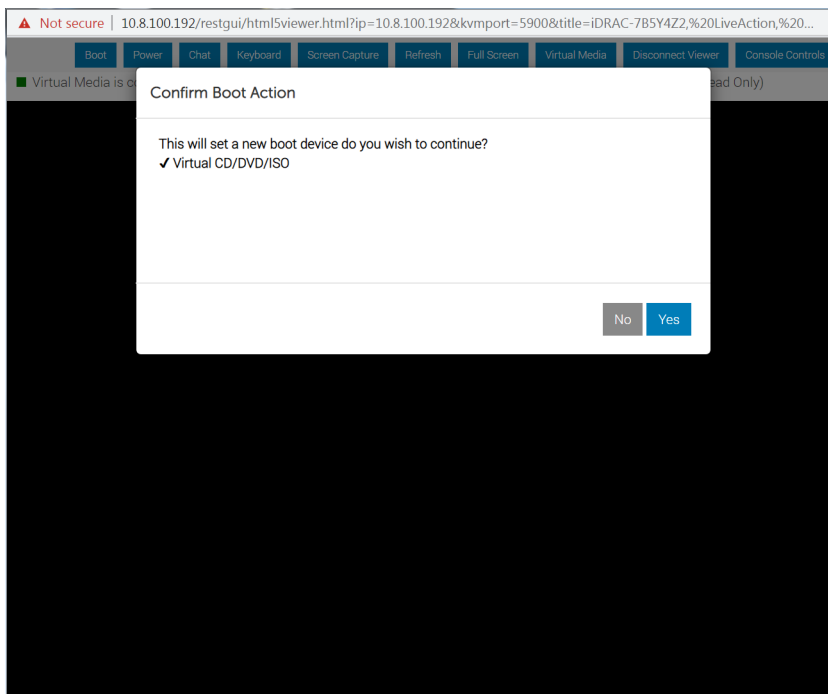 Not secure | 10.8.100.192/restgui/html5viewer.html?ip=10.8.100.192&kvmport=5900&title=iDRAC-7B5Y4Z2,%20LiveAction,%20...
Boot Power Chat Keyboard Screen Capture Refresh Full Screen Virtual Media Disconnect Viewer Console Controls
Virtual Media is Only)
Confirm Boot Action
This will set a new boot device do you wish to continue?
✓ Virtual CD/DVD/ISO
No Yes